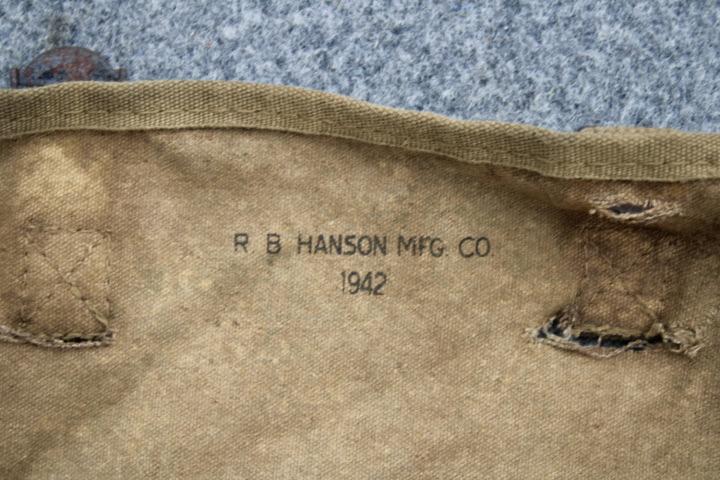 R B HANSON MFG. CO.
1942